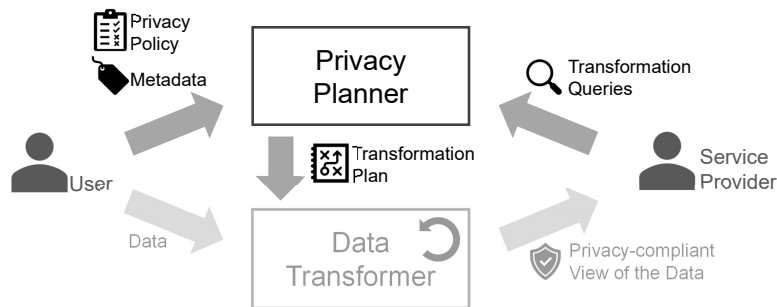 Privacy
Policy
Metadata
Privacy
Planner
Transformation
Queries
Transformation
Plan
User
Service
Provider
Data
Data
Transformer
Privacy-compliant
View of the Data